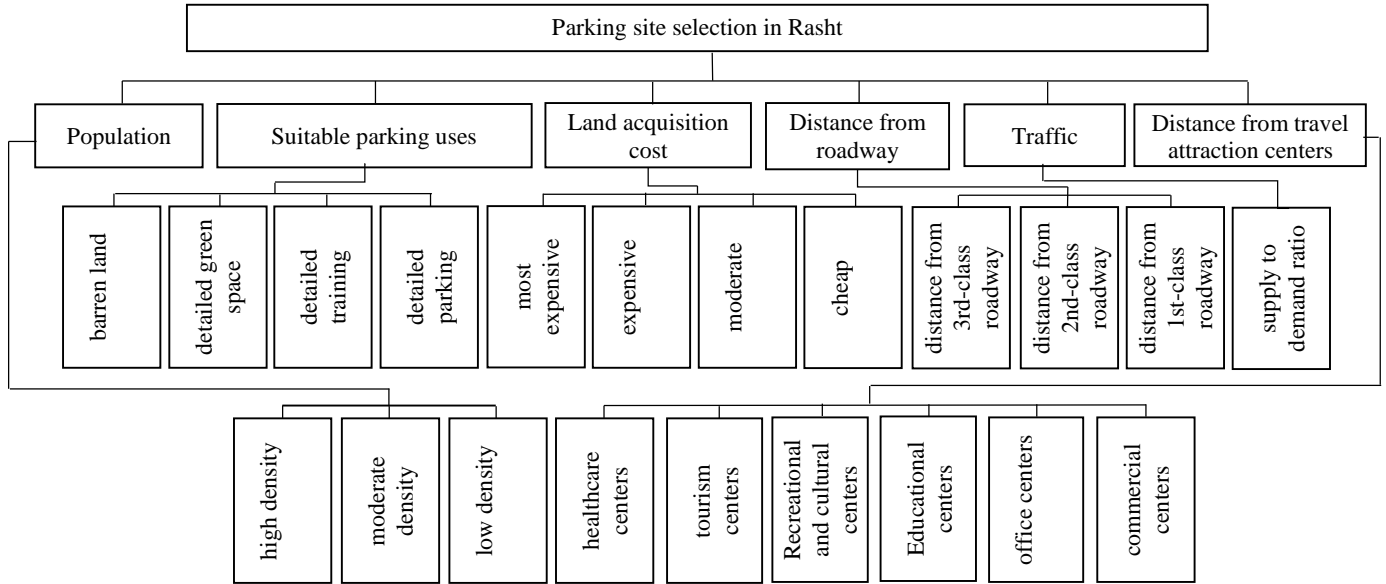 Parking site selection in Rasht
Population
Suitable parking uses
Land acquisition
cost
Distance from
roadway
Traffic
Distance from travel
attraction centers
barren land
detailed green
space
detailed
training
detailed
parking
most
expensive
expensive
moderate
cheap
distance from
3rd-class
roadway
distance from
2nd-class
roadway
distance from
1st-class
roadway
supply to
demand ratio
high density
moderate
density
low density
healthcare
centers
tourism
centers
Recreational
and cultural
centers
Educational
centers
office centers
commercial
centers